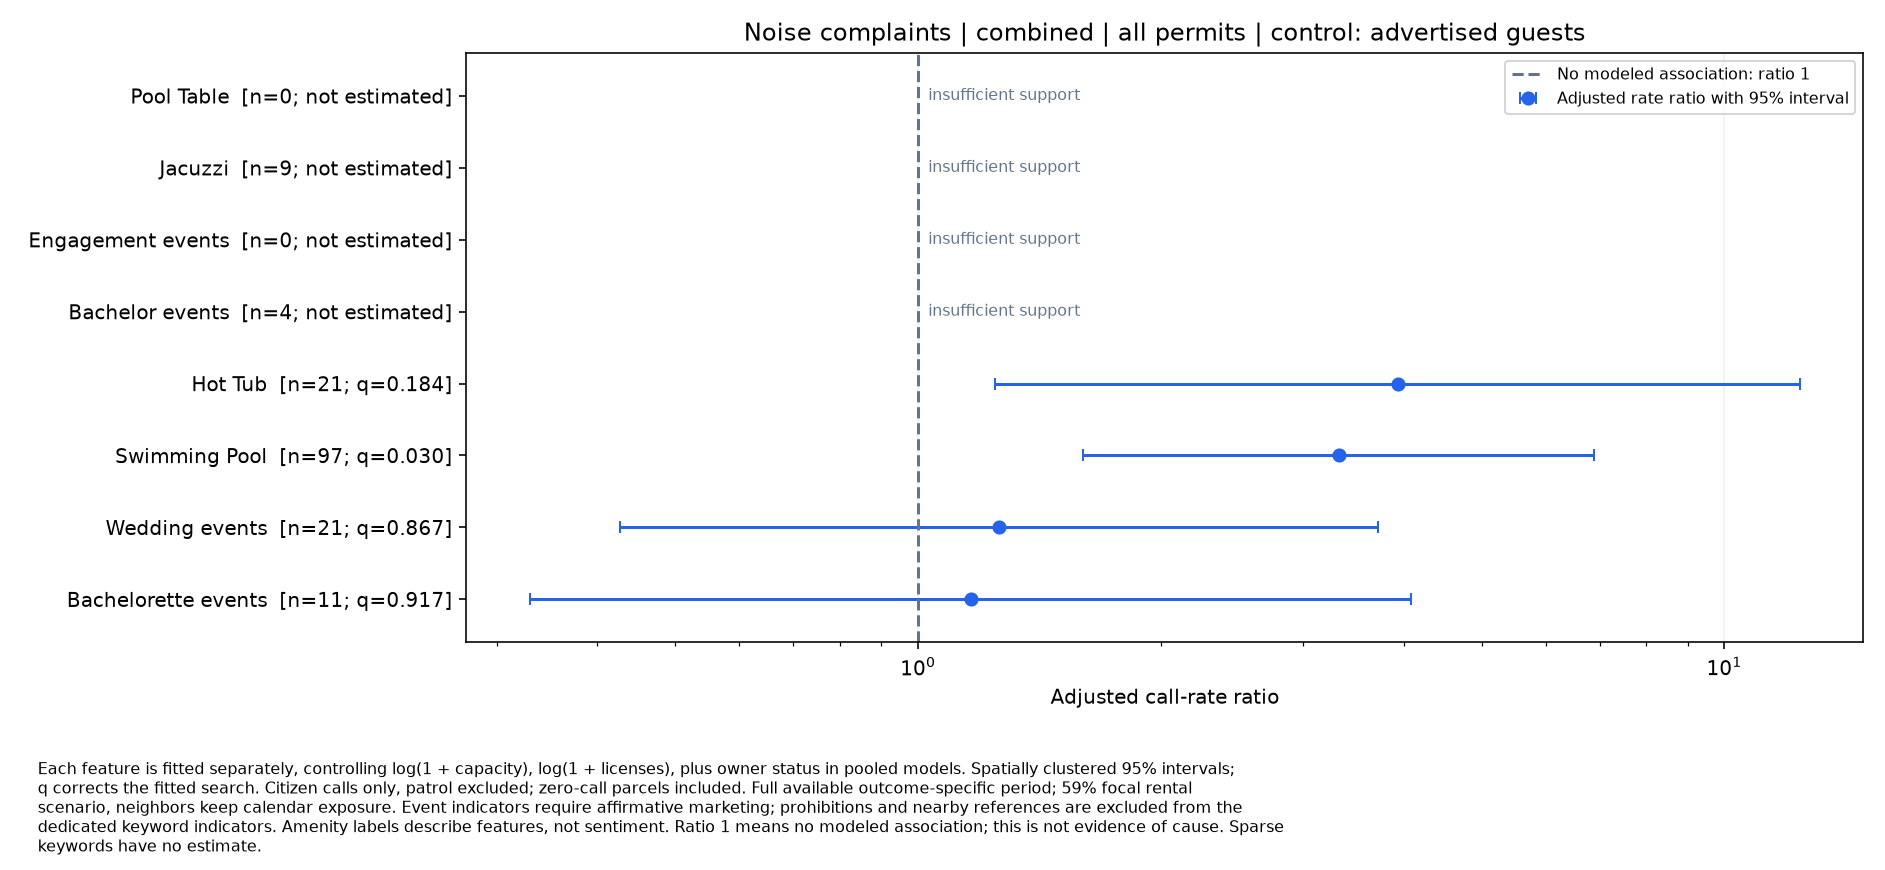 Noise complaints | combined | all permits | control: advertised guests
No modeled association: ratio 1
Adjusted rate ratio with 95% interval
Pool Table [n=0; not estimated]
insufficient support
Jacuzzi [n=9; not estimated]
insufficient support
Engagement events [n=0; not estimated]
insufficient support
Bachelor events [n=4; not estimated]
insufficient support
Hot Tub [n=21; q=0.184]
Swimming Pool [n=97; q=0.030]
Wedding events [n=21; q=0.867]
Bachelorette events [n=11; q=0.917]
10⁰
10¹
Adjusted call-rate ratio
Each feature is fitted separately, controlling log(1 + capacity), log(1 + licenses), plus owner status in pooled models. Spatially clustered 95% intervals;
q corrects the fitted search. Citizen calls only, patrol excluded; zero-call parcels included. Full available outcome-specific period; 59% focal rental
scenario, neighbors keep calendar exposure. Event indicators require affirmative marketing; prohibitions and nearby references are excluded from the
dedicated keyword indicators. Amenity labels describe features, not sentiment. Ratio 1 means no modeled association; this is not evidence of cause. Sparse
keywords have no estimate.